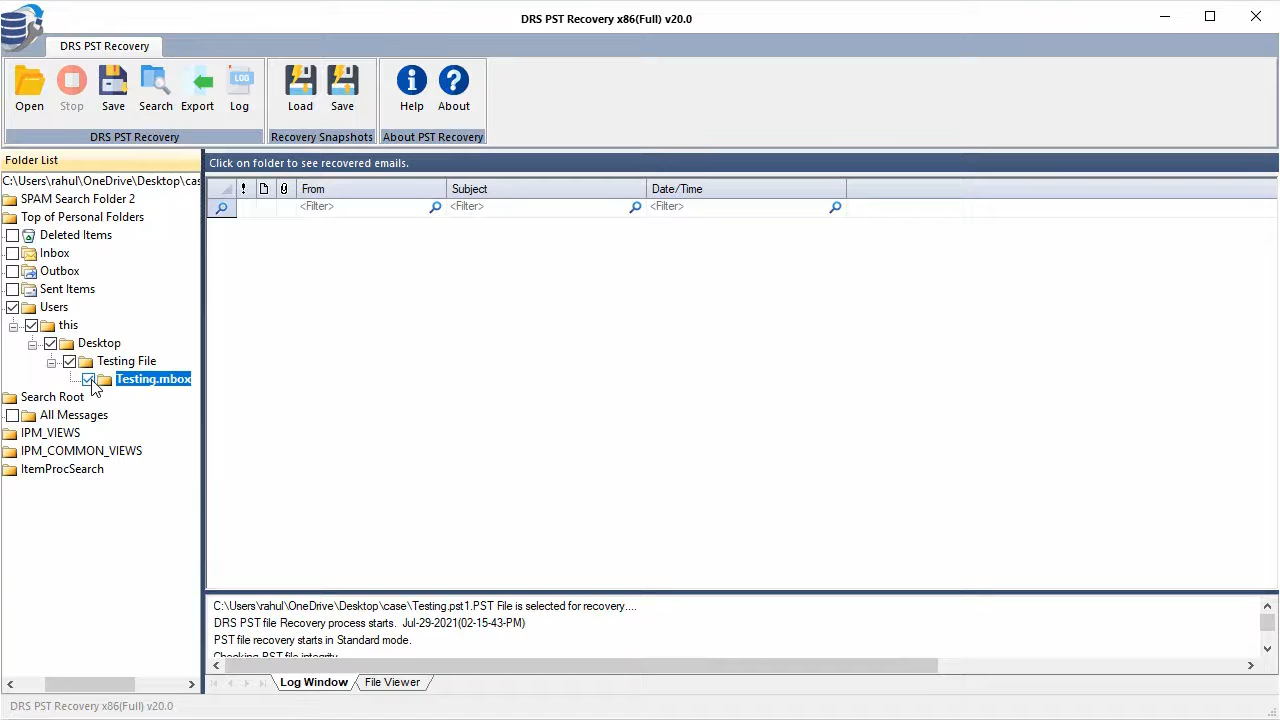 DRS PST Recovery x86(Full) v20.0
DRS PST Recovery
Open
Stop
Save
Search
Export
LOG
Log
Load
Save
Help
About
DRS PST Recovery
Recovery Snapshots
About PST Recovery
Folder List
Click on folder to see recovered emails.
C:\Users\rahul\OneDrive\Desktop\cas
SPAM Search Folder 2
Top of Personal Folders
Deleted Items
Inbox
Outbox
Sent Items
Users
this
Desktop
Testing File
Testing.mbox
Search Root
All Messages
IPM_VIEWS
IPM_COMMON_VIEWS
ItemProcSearch
From
Subject
Date/Time
<Filter>
<Filter>
<Filter>
C:\Users\rahul\OneDrive\Desktop\case\Testing.pst1.PST File is selected for recovery....
DRS PST file Recovery process starts.  Jul-29-2021(02-15-43-PM)
PST file recovery starts in Standard mode.
Checking PST file integrity
Log Window
File Viewer
DRS PST Recovery x86(Full) v20.0